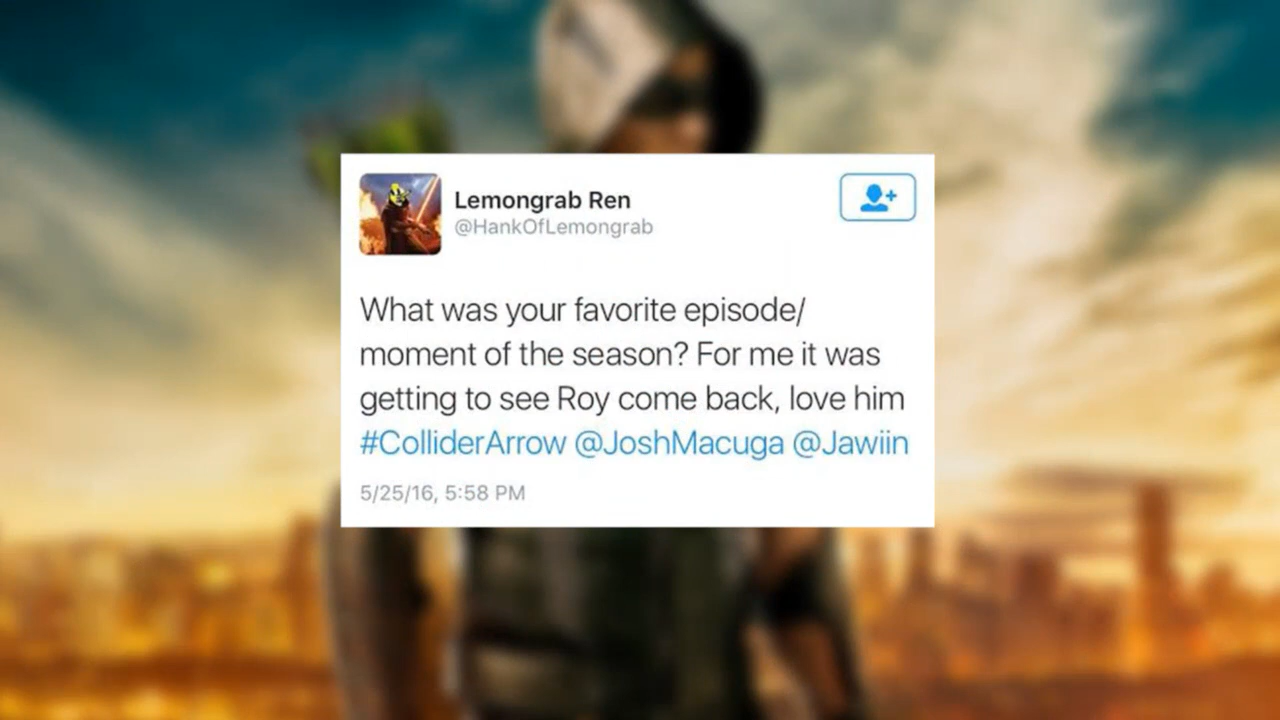 Lemongrab Ren
@HankOfLemongrab
What was your favorite episode/
moment of the season? For me it was
getting to see Roy come back, love him
#ColliderArrow @JoshMacuga @Jawiin
5/25/16, 5:58 PM